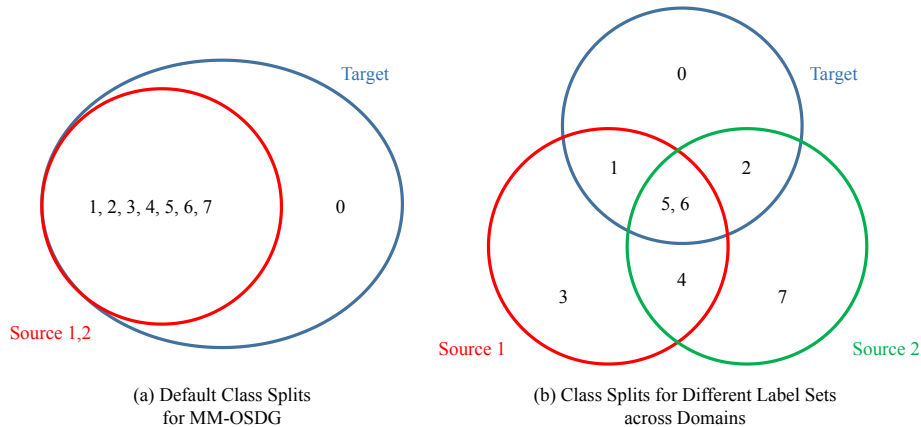 Target
1, 2, 3, 4, 5, 6, 7
0
Source 1,2
(a) Default Class Splits
for MM-OSDG
0
Target
1
2
5, 6
3
4
7
Source 1
Source 2
(b) Class Splits for Different Label Sets
across Domains